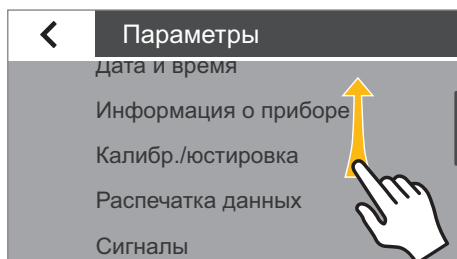 Параметры
Дата и время
Информация о приборе
Калибр./юстировка
Распечатка данных
Сигналы